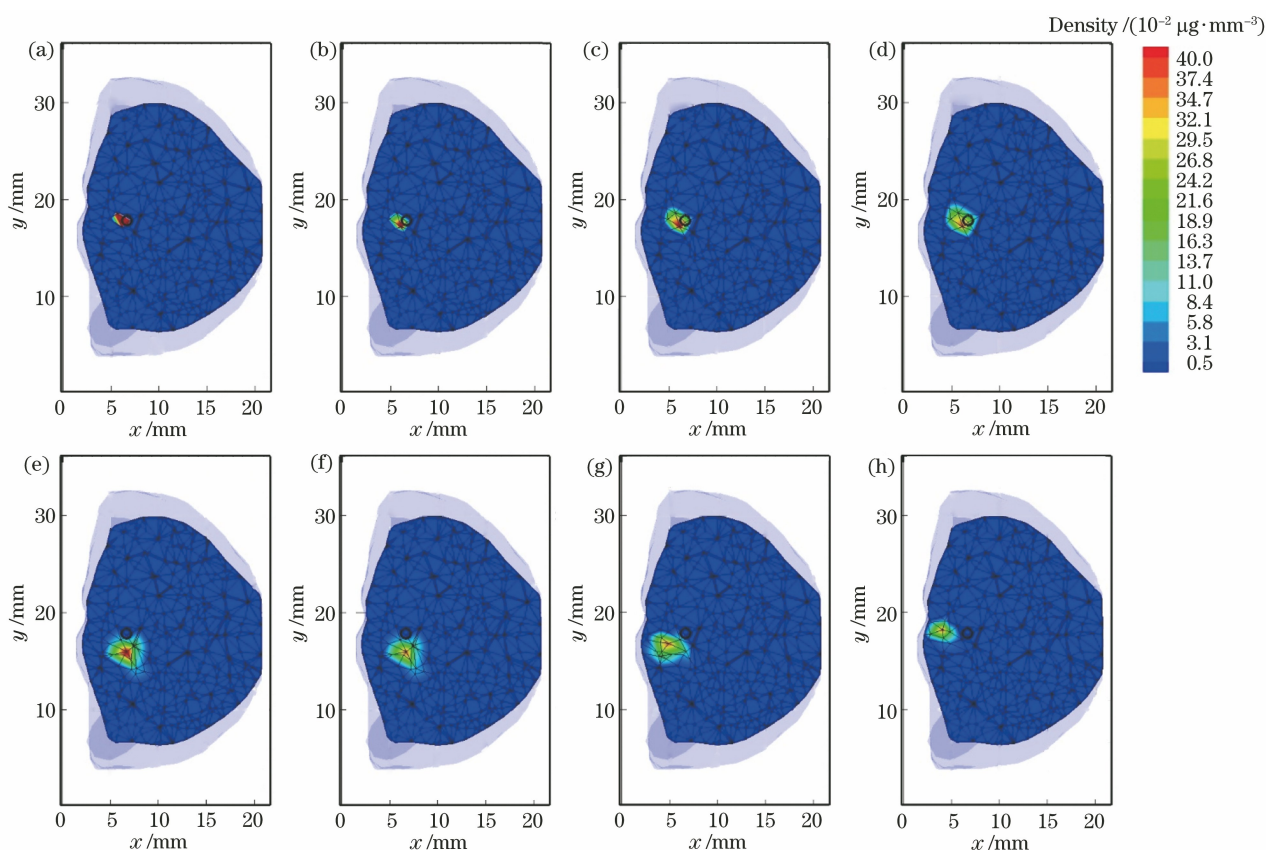 Density /(10⁻² μg·mm⁻³)
(a) (b) (c) (d)
40.0
37.4
34.7
32.1
29.5
26.8
24.2
21.6
18.9
16.3
13.7
11.0
8.4
5.8
3.1
0.5
30 30 30 30
20 20 20 20
10 10 10 10
y /mm y /mm y /mm y /mm
0 5 10 15 20 0 5 10 15 20 0 5 10 15 20 0 5 10 15 20
x /mm x /mm x /mm x /mm
(e) (f) (g) (h)
30 30 30 30
20 20 20 20
10 10 10 10
y /mm y /mm y /mm y /mm
0 5 10 15 20 0 5 10 15 20 0 5 10 15 20 0 5 10 15 20
x /mm x /mm x /mm x /mm